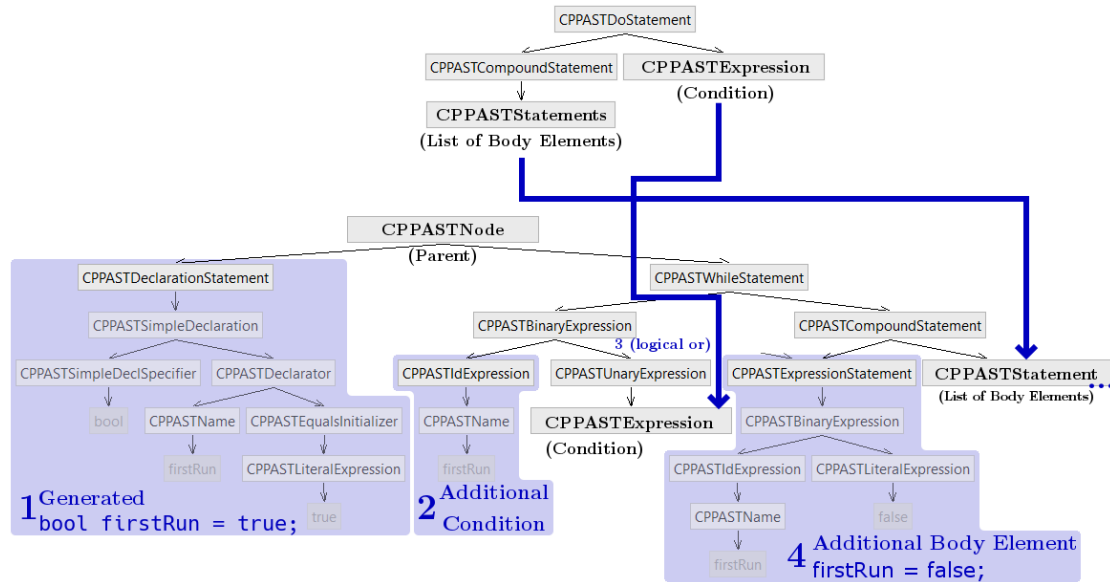 CPPASTDoStatement
CPPASTCompoundStatement
CPPASTExpression
(Condition)
CPPASTStatements
(List of Body Elements)
CPPASTNode
(Parent)
CPPASTDeclarationStatement
CPPASTWhileStatement
CPPASTSimpleDeclaration
CPPASTBinaryExpression
CPPASTCompoundStatement
3 (logical or)
CPPASTSimpleDeclSpecifier
CPPASTDeclarator
CPPASTIdExpression
CPPASTUnaryExpression
CPPASTExpressionStatement
CPPASTStatement
...
(List of Body Elements)
bool
CPPASTName
CPPASTEqualsInitializer
CPPASTName
CPPASTExpression
(Condition)
CPPASTBinaryExpression
firstRun
CPPASTLiteralExpression
firstRun
CPPASTIdExpression
CPPASTLiteralExpression
1 Generated
bool firstRun = true;
true
2 Additional
Condition
CPPASTName
false
firstRun
4 Additional Body Element
firstRun = false;